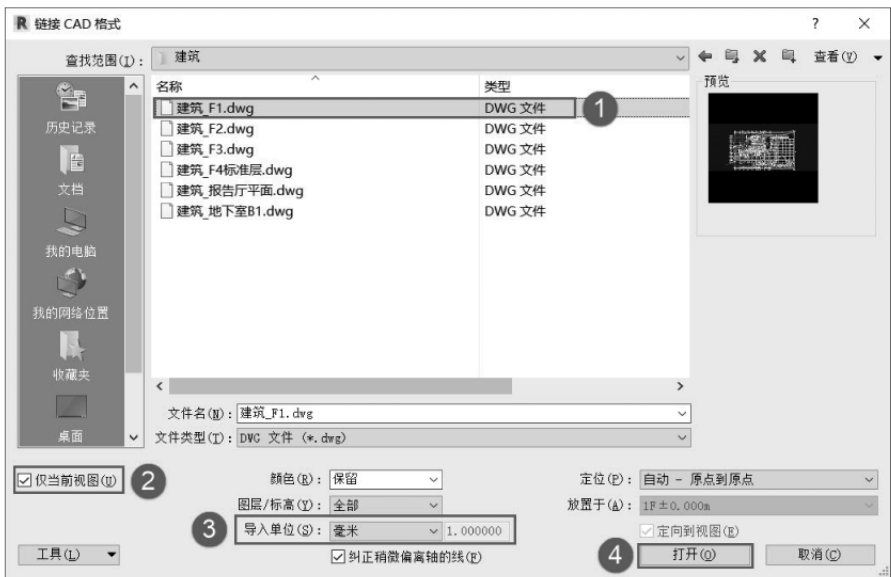 R 链接 CAD 格式 ? ×
查找范围(I): 建筑 查看(V)
名称 类型 预览
建筑_F1.dwg DWG 文件 1
建筑_F2.dwg DWG 文件
建筑_F3.dwg DWG 文件
建筑_F4标准层.dwg DWG 文件
建筑_报告厅平面.dwg DWG 文件
建筑_地下室B1.dwg DWG 文件
历史记录
文档
我的电脑
我的网络位置
收藏夹
桌面
文件名(N): 建筑_F1.dwg
文件类型(T): DWG 文件 (*.dwg)
仅当前视图(U) 2 颜色(R): 保留 定位(P): 自动 - 原点到原点
图层/标高(Y): 全部 放置于(A): 1F±0.000m
3 导入单位(S): 毫米 1.000000 定向到视图(E)
工具(L) 纠正稍微偏离轴的线(F) 4 打开(O) 取消(C)